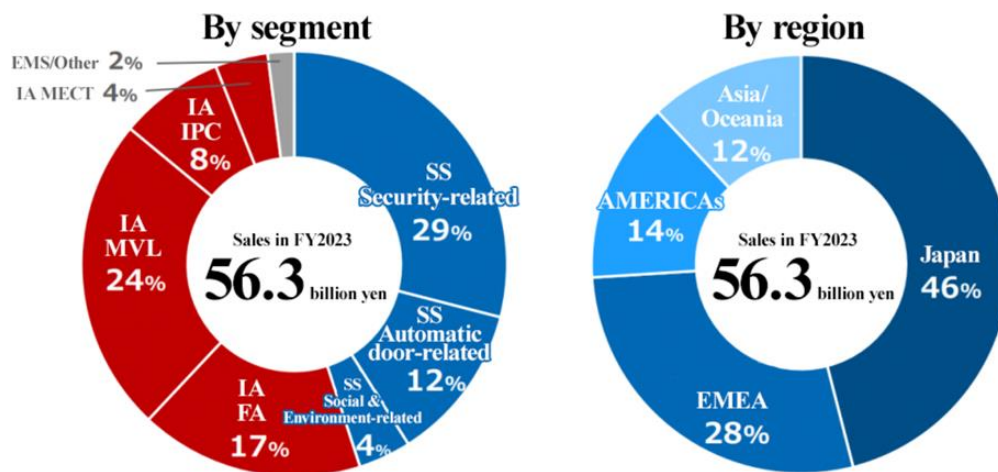 By segment
EMS/Other 2%
IA MECT 4%
IA
IPC
8%
IA
MVL
24%
IA
FA
17%
SS
Security-related
29%
SS
Automatic
door-related
12%
SS
Social &
Environment-related
4%
Sales in FY2023
56.3 billion yen
By region
Asia/
Oceania
12%
AMERICAs
14%
EMEA
28%
Japan
46%
Sales in FY2023
56.3 billion yen